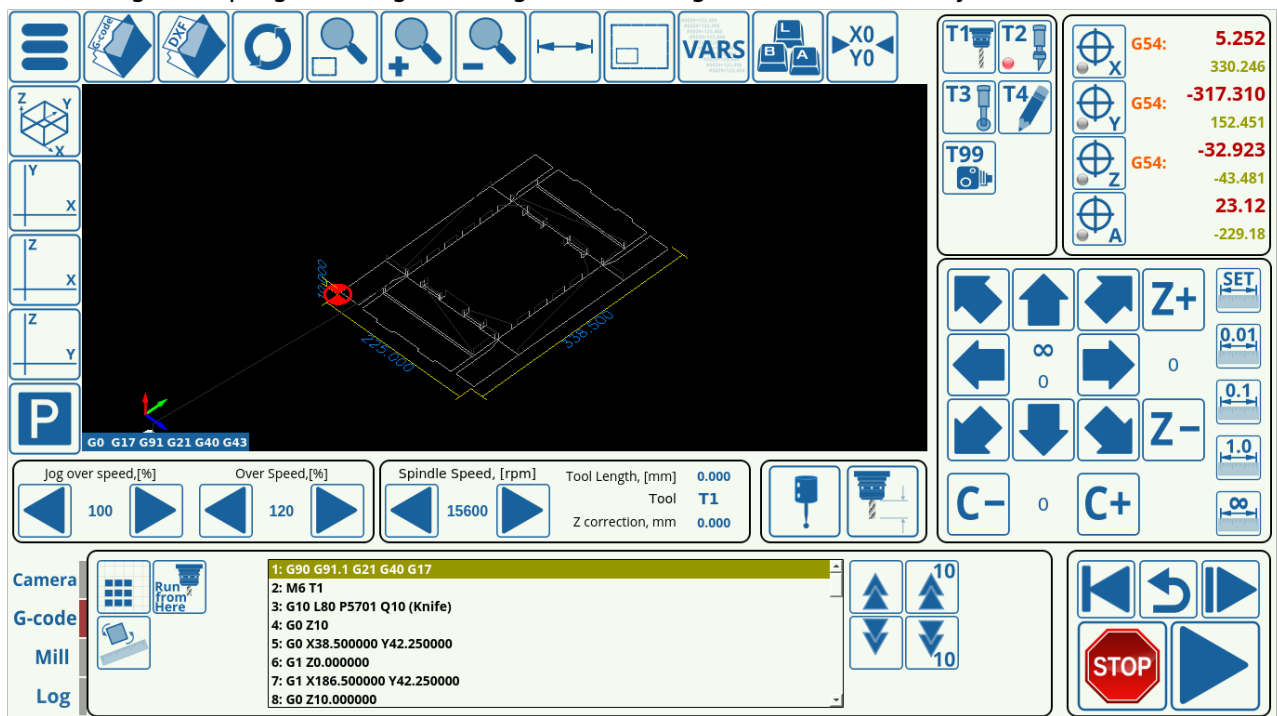 G-code
DXF
VARS
L
B A
X0
Y0
T1 T2
T3 T4
T99
X G54: 5.252
330.246
Y G54: -317.310
152.451
Z G54: -32.923
-43.481
A 23.12
-229.18
Z Y
X
Y
X
Z
X
Z
Y
P
225.000
338.500
G0 G17 G91 G21 G40 G43
Z+
SET
0.01
∞
0
0
0.1
Z−
1.0
C−
0
C+
∞
Jog over speed,[%]
100
Over Speed,[%]
120
Spindle Speed, [rpm]
15600
Tool Length, [mm] 0.000
Tool T1
Z correction, mm 0.000
Camera
G-code
Mill
Log
Run
from
Here
1: G90 G91.1 G21 G40 G17
2: M6 T1
3: G10 L80 P5701 Q10 (Knife)
4: G0 Z10
5: G0 X38.500000 Y42.250000
6: G1 Z0.000000
7: G1 X186.500000 Y42.250000
8: G0 Z10.000000
10
10
STOP